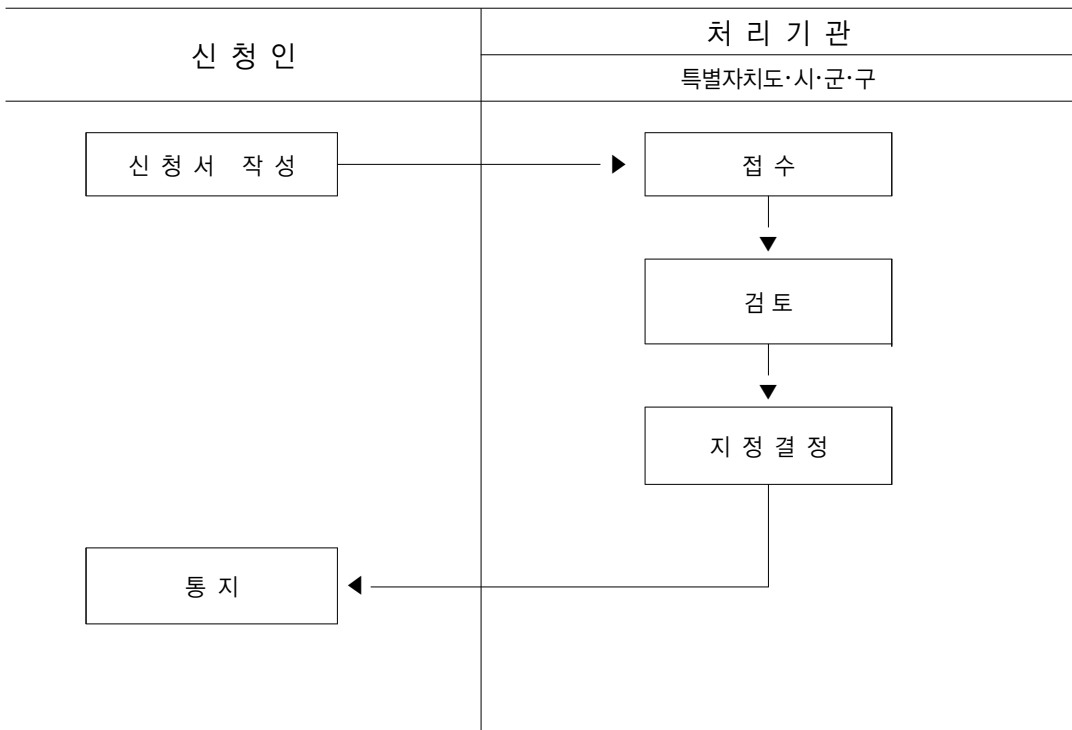 신 청 인
처 리 기 관
특별자치도·시·군·구
신 청 서 작 성
접 수
검 토
지 정 결 정
통 지